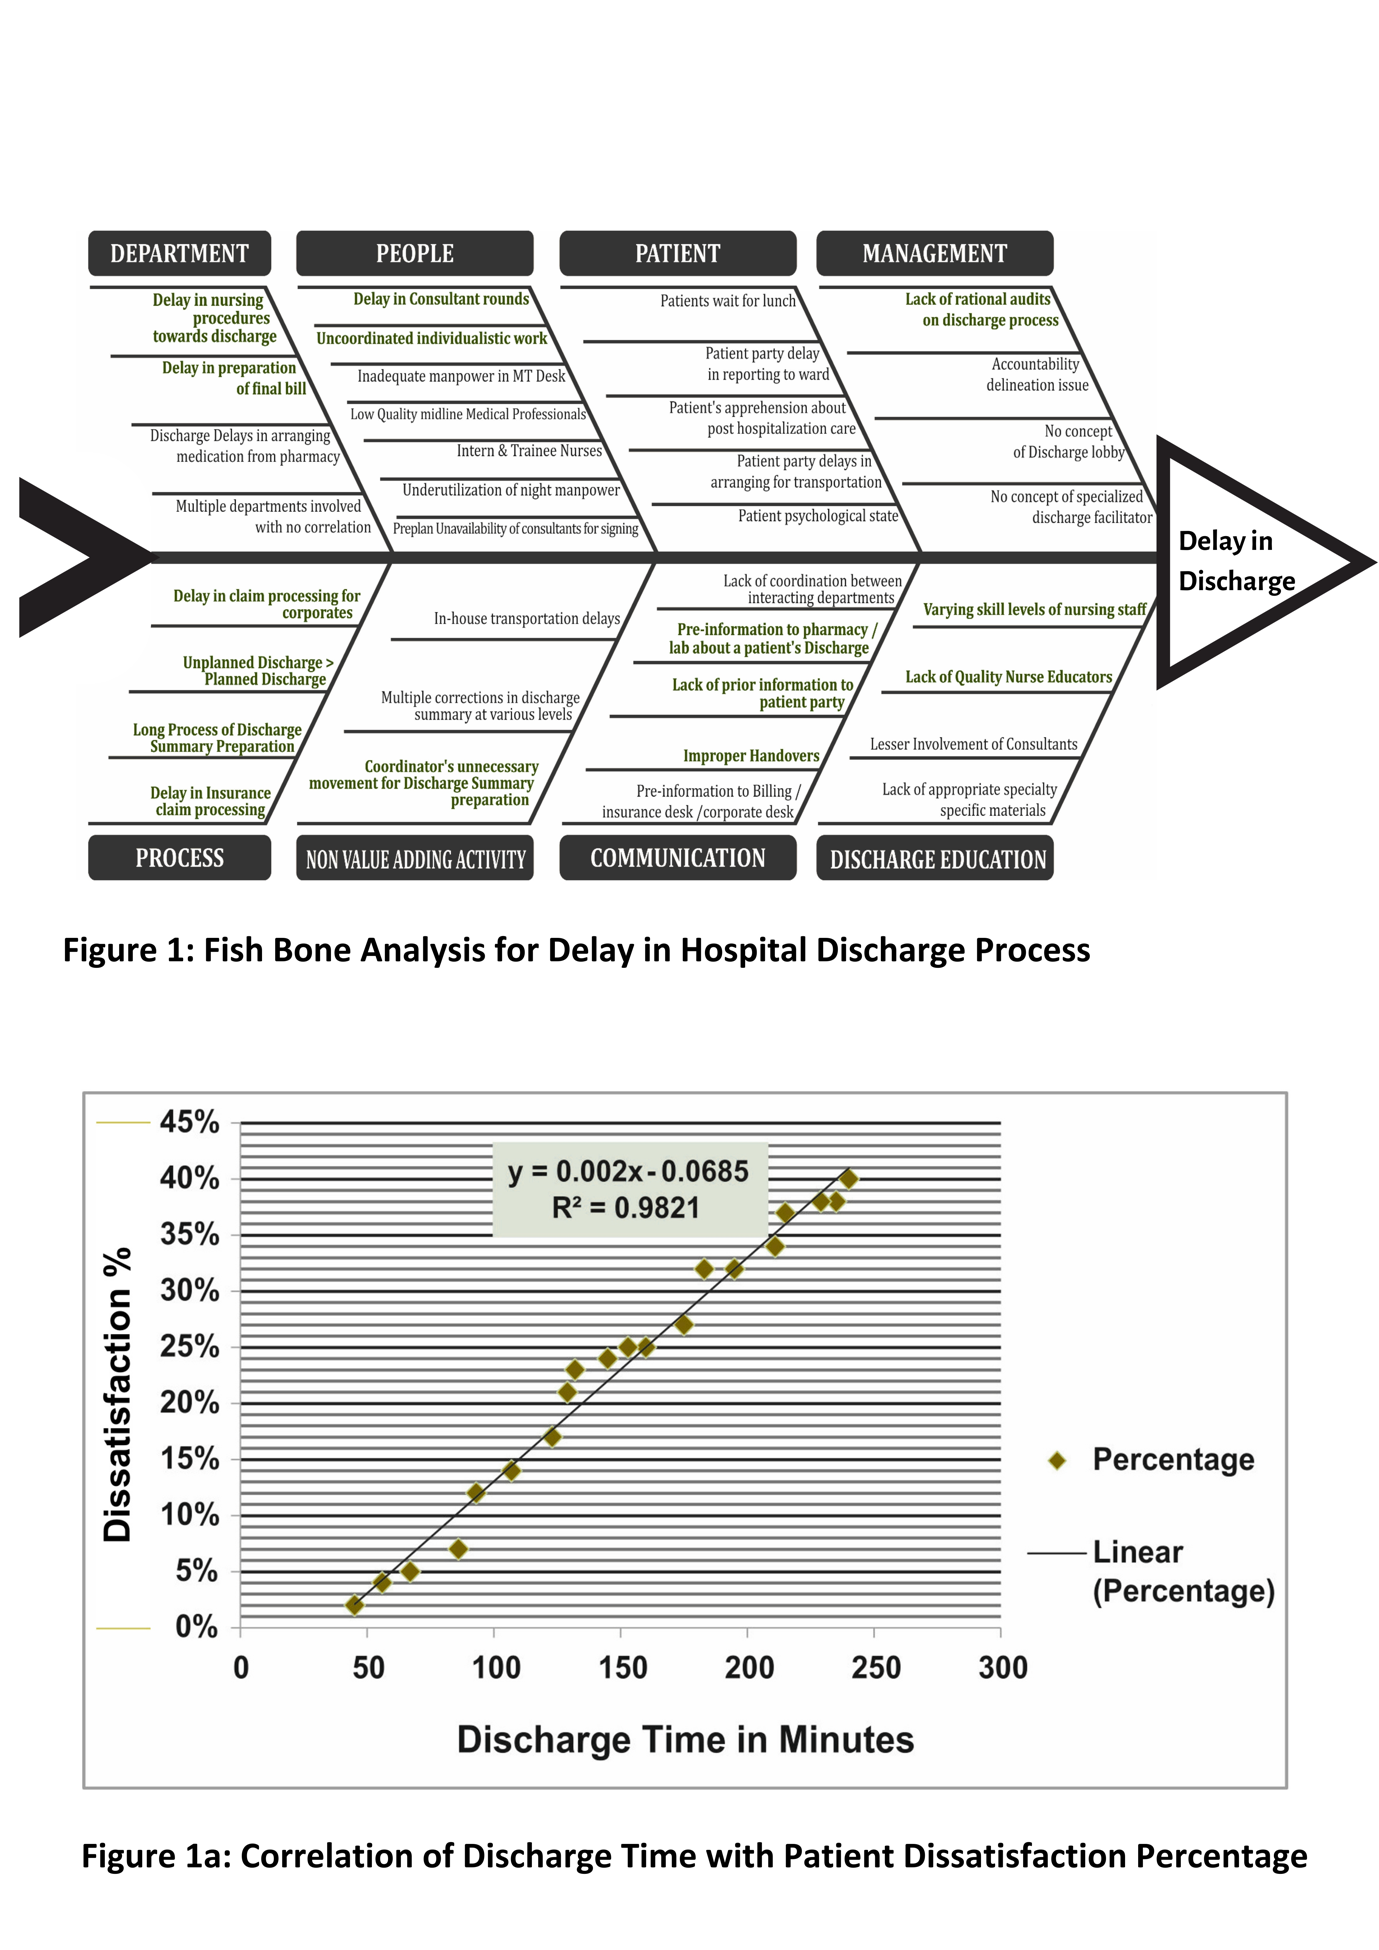 DEPARTMENT
Delay in nursing
procedures
towards discharge
Delay in preparation
of final bill
Discharge Delays in arranging
medication from pharmacy
Multiple departments involved
with no correlation
PEOPLE
Delay in Consultant rounds
Uncoordinated individualistic work
Inadequate manpower in MT Desk
Low Quality midline Medical Professionals
Intern & Trainee Nurses
Underutilization of night manpower
Preplan Unavailability of consultants for signing
PATIENT
Patients wait for lunch
Patient party delay
in reporting to ward
Patient's apprehension about
post hospitalization care
Patient party delays in
arranging for transportation
Patient psychological state
MANAGEMENT
Lack of rational audits
on discharge process
Accountability
delineation issue
No concept
of Discharge lobby
No concept of specialized
discharge facilitator
Delay in
Discharge
Delay in claim processing for
corporates
Unplanned Discharge >
Planned Discharge
Long Process of Discharge
Summary Preparation
Delay in Insurance
claim processing
PROCESS
In-house transportation delays
Multiple corrections in discharge
summary at various levels
Coordinator's unnecessary
movement for Discharge Summary
preparation
NON VALUE ADDING ACTIVITY
Lack of coordination between
interacting departments
Pre-information to pharmacy /
lab about a patient's Discharge
Lack of prior information to
patient party
Improper Handovers
Pre-information to Billing /
insurance desk /corporate desk
COMMUNICATION
Varying skill levels of nursing staff
Lack of Quality Nurse Educators
Lesser Involvement of Consultants
Lack of appropriate specialty
specific materials
DISCHARGE EDUCATION
Figure 1: Fish Bone Analysis for Delay in Hospital Discharge Process
Dissatisfaction %
45%
40%
35%
30%
25%
20%
15%
10%
5%
0%
y = 0.002x - 0.0685
R² = 0.9821
Percentage
Linear
(Percentage)
0 50 100 150 200 250 300
Discharge Time in Minutes
Figure 1a: Correlation of Discharge Time with Patient Dissatisfaction Percentage